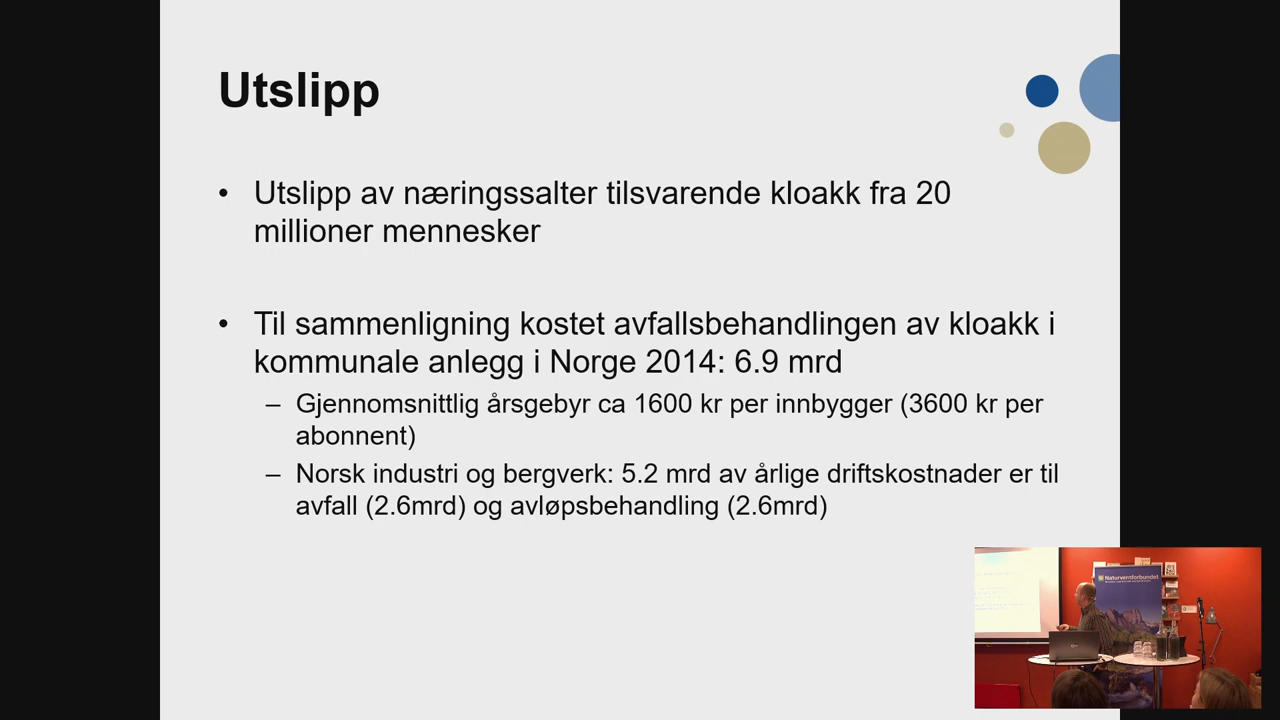 Utslipp
• Utslipp av næringssalter tilsvarende kloakk fra 20
millioner mennesker
• Til sammenligning kostet avfallsbehandlingen av kloakk i
kommunale anlegg i Norge 2014: 6.9 mrd
– Gjennomsnittlig årsgebyr ca 1600 kr per innbygger (3600 kr per
abonnent)
– Norsk industri og bergverk: 5.2 mrd av årlige driftskostnader er til
avfall (2.6mrd) og avløpsbehandling (2.6mrd)
Naturvernforbundet